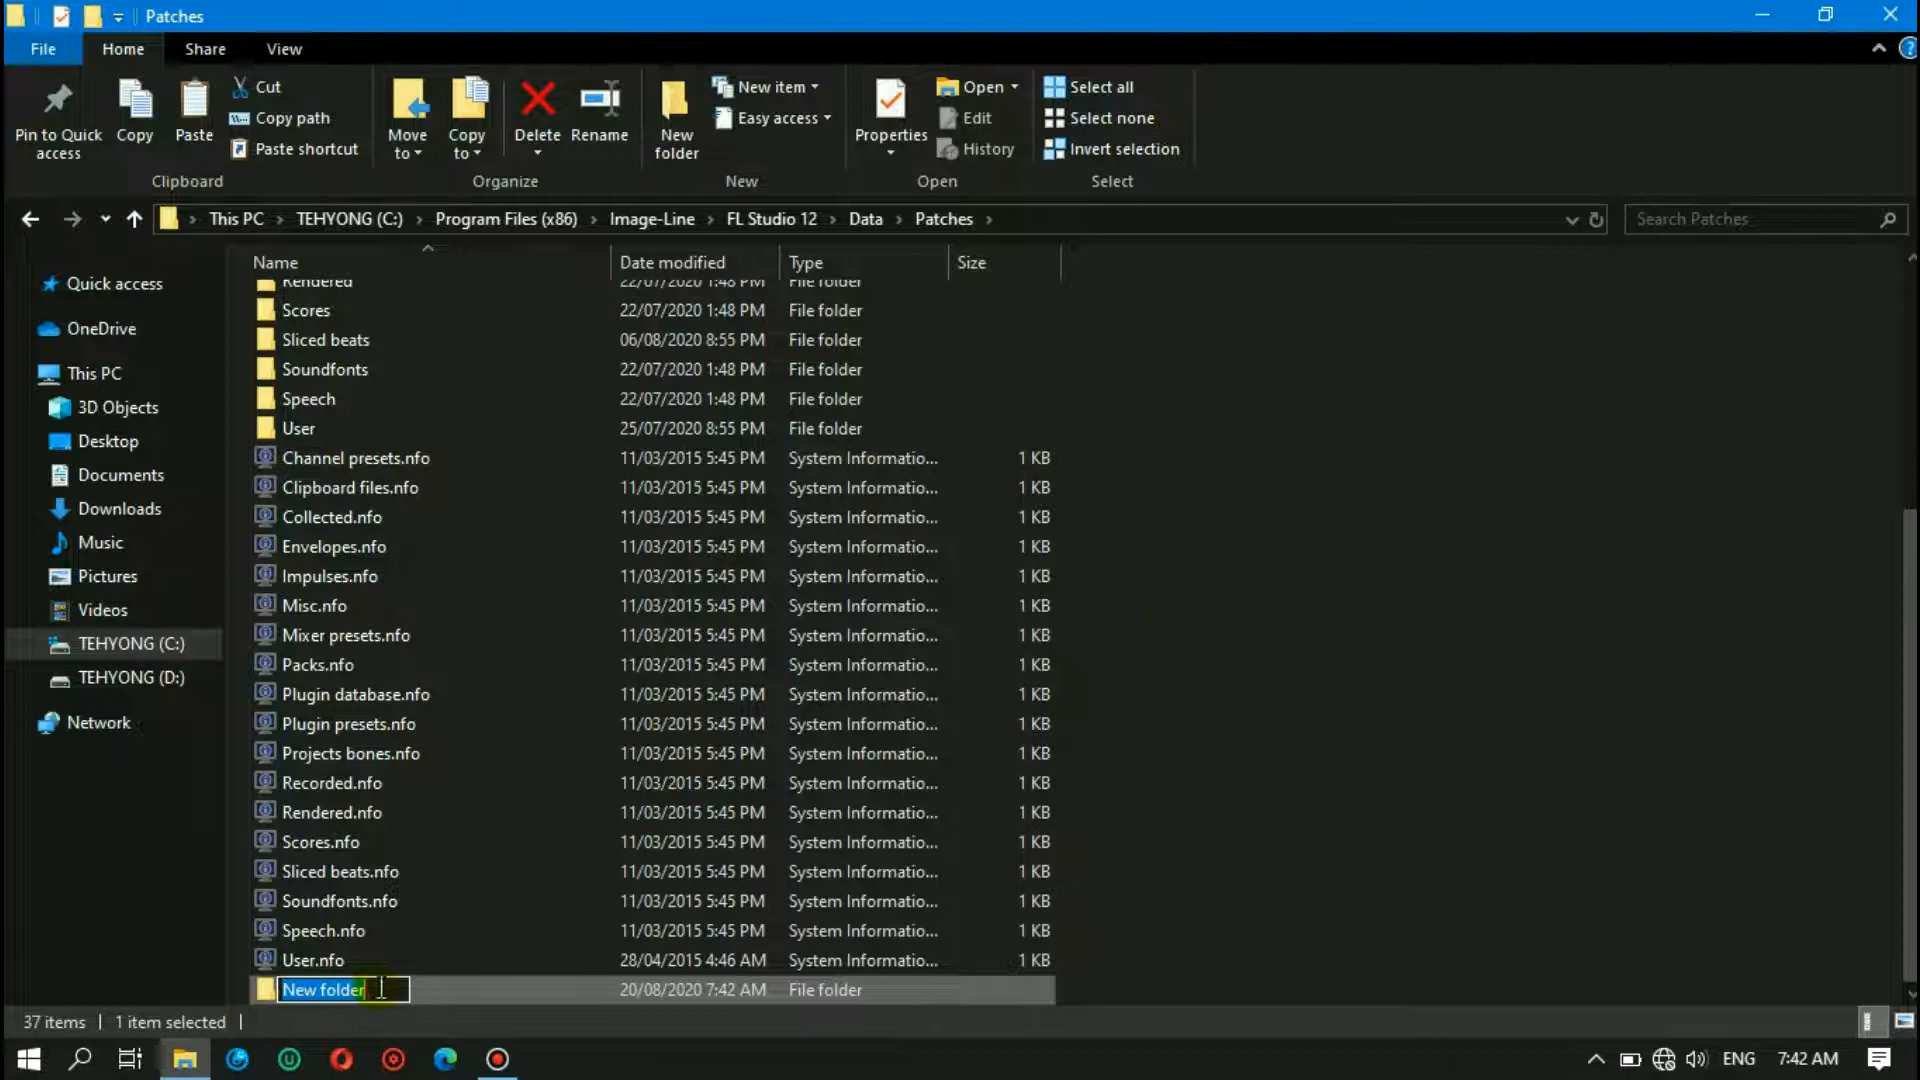 Patches
File Home Share View
Pin to Quick access
Copy
Paste
Cut
Copy path
Paste shortcut
Clipboard
Move to
Copy to
Delete
Rename
Organize
New folder
New item
Easy access
New
Properties
Open
Edit
History
Open
Select all
Select none
Invert selection
Select
This PC TEHYONG (C:) Program Files (x86) Image-Line FL Studio 12 Data Patches
Search Patches
Quick access
OneDrive
This PC
3D Objects
Desktop
Documents
Downloads
Music
Pictures
Videos
TEHYONG (C:)
TEHYONG (D:)
Network
Name Date modified Type Size
Rendered 22/07/2020 1:48 PM File folder
Scores 22/07/2020 1:48 PM File folder
Sliced beats 06/08/2020 8:55 PM File folder
Soundfonts 22/07/2020 1:48 PM File folder
Speech 22/07/2020 1:48 PM File folder
User 25/07/2020 8:55 PM File folder
Channel presets.nfo 11/03/2015 5:45 PM System Informatio... 1 KB
Clipboard files.nfo 11/03/2015 5:45 PM System Informatio... 1 KB
Collected.nfo 11/03/2015 5:45 PM System Informatio... 1 KB
Envelopes.nfo 11/03/2015 5:45 PM System Informatio... 1 KB
Impulses.nfo 11/03/2015 5:45 PM System Informatio... 1 KB
Misc.nfo 11/03/2015 5:45 PM System Informatio... 1 KB
Mixer presets.nfo 11/03/2015 5:45 PM System Informatio... 1 KB
Packs.nfo 11/03/2015 5:45 PM System Informatio... 1 KB
Plugin database.nfo 11/03/2015 5:45 PM System Informatio... 1 KB
Plugin presets.nfo 11/03/2015 5:45 PM System Informatio... 1 KB
Projects bones.nfo 11/03/2015 5:45 PM System Informatio... 1 KB
Recorded.nfo 11/03/2015 5:45 PM System Informatio... 1 KB
Rendered.nfo 11/03/2015 5:45 PM System Informatio... 1 KB
Scores.nfo 11/03/2015 5:45 PM System Informatio... 1 KB
Sliced beats.nfo 11/03/2015 5:45 PM System Informatio... 1 KB
Soundfonts.nfo 11/03/2015 5:45 PM System Informatio... 1 KB
Speech.nfo 11/03/2015 5:45 PM System Informatio... 1 KB
User.nfo 28/04/2015 4:46 AM System Informatio... 1 KB
New folder 20/08/2020 7:42 AM File folder
37 items 1 item selected
ENG 7:42 AM